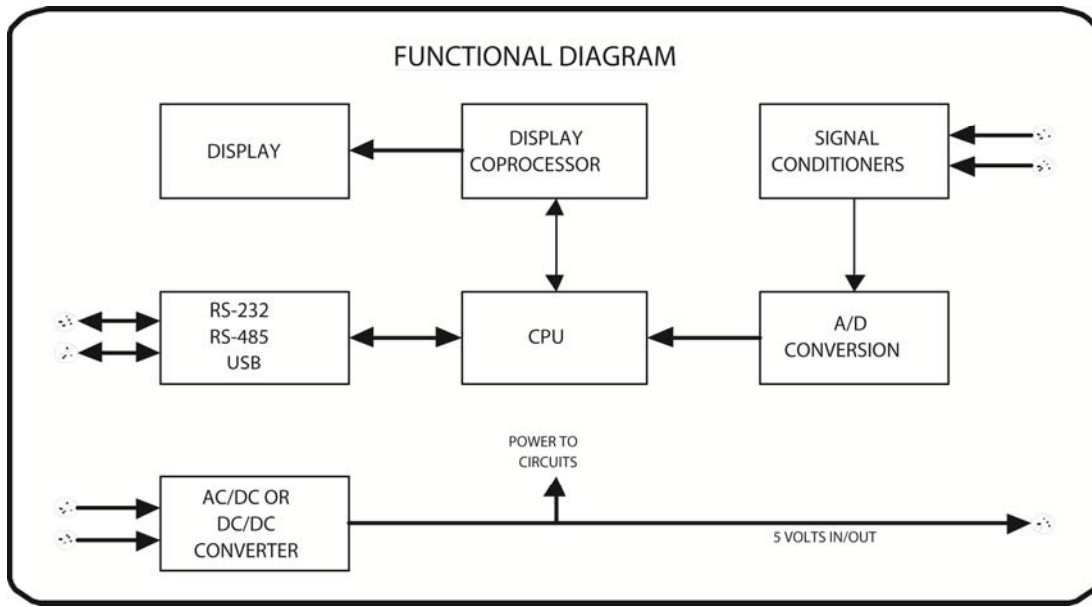 FUNCTIONAL DIAGRAM
DISPLAY
DISPLAY
COPROCESSOR
SIGNAL
CONDITIONERS
RS-232
RS-485
USB
CPU
A/D
CONVERSION
POWER TO
CIRCUITS
AC/DC OR
DC/DC
CONVERTER
5 VOLTS IN/OUT